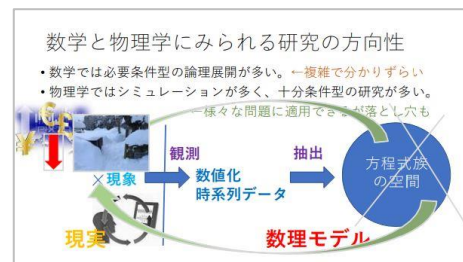 数学と物理学にみられる研究の方向性
• 数学では必要条件型の論理展開が多い。←複雑で分かりずらい
• 物理学ではシミュレーションが多く、十分条件型の研究が多い。
←様々な問題に適用できるが落とし穴も
観測
抽出
方程式族
の空間
×現象
数値化
時系列データ
現実
数理モデル